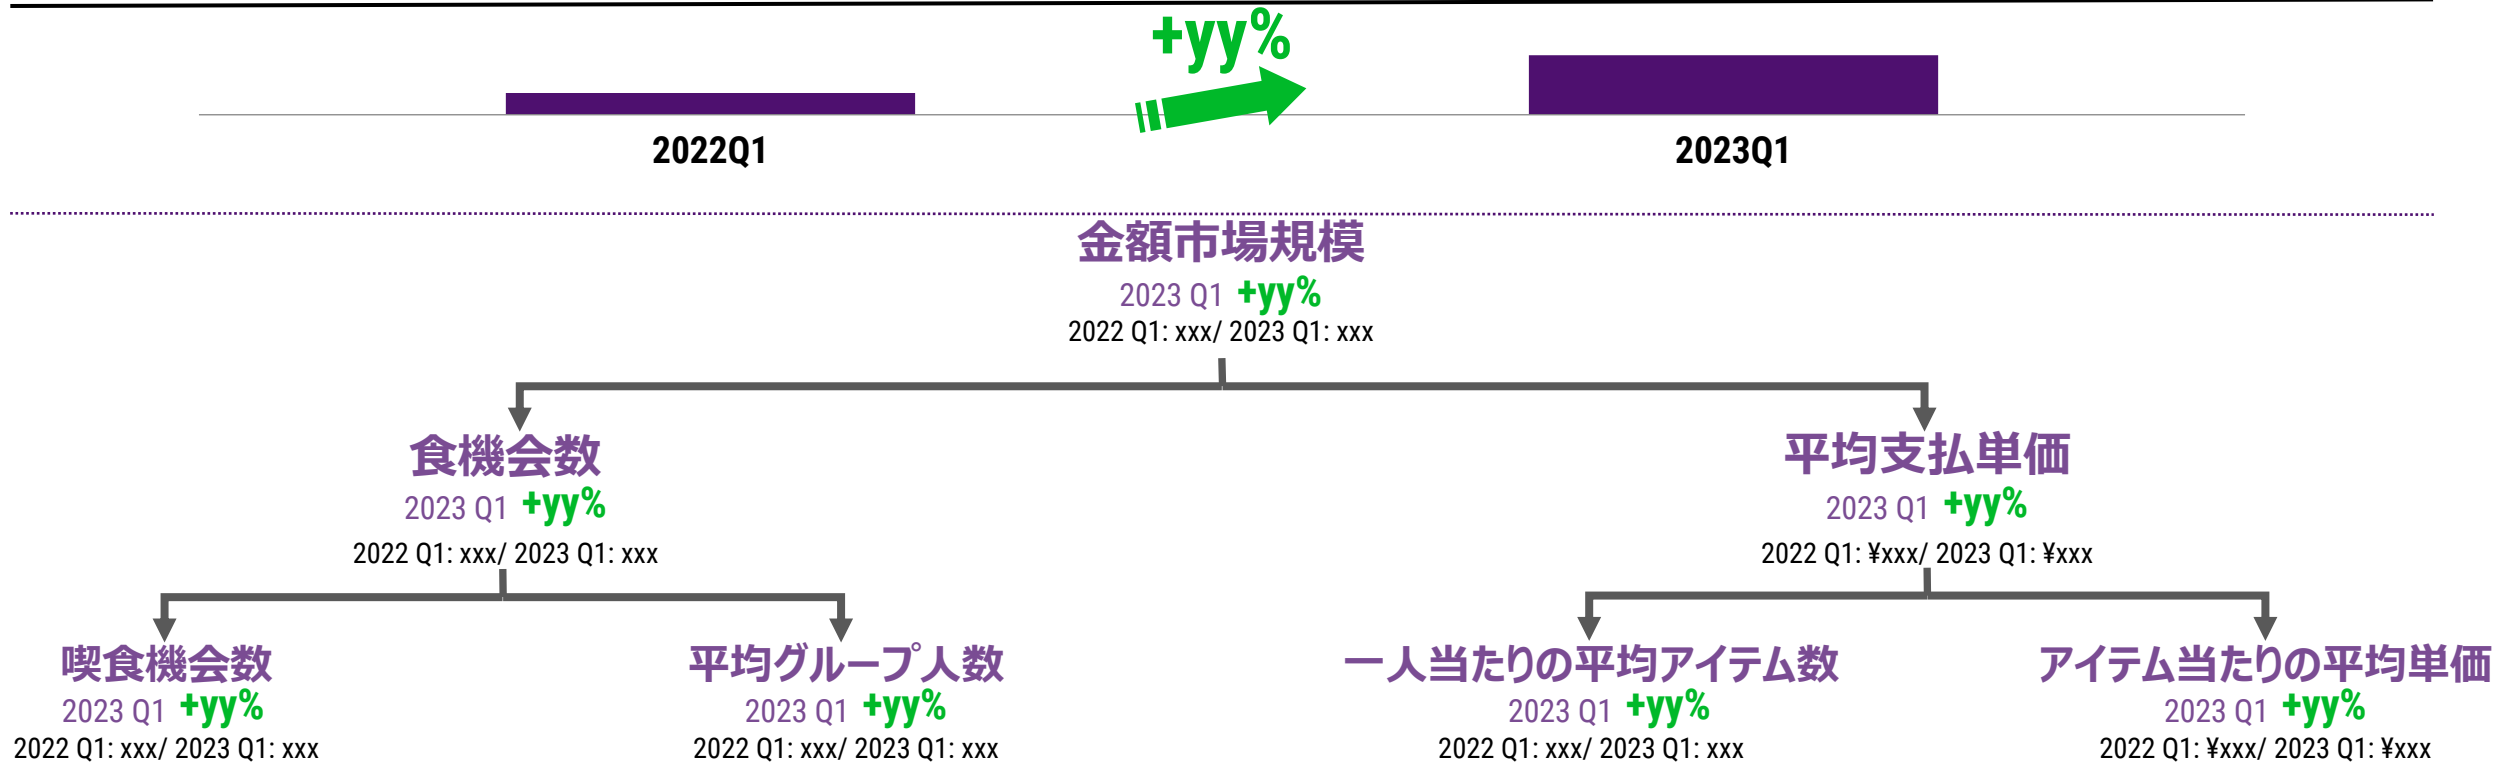 +yy%
2022Q1
2023Q1
金額市場規模
2023 Q1 +yy%
2022 Q1: xxx/ 2023 Q1: xxx
食機会数
2023 Q1 +yy%
2022 Q1: xxx/ 2023 Q1: xxx
平均支払単価
2023 Q1 +yy%
2022 Q1: ¥xxx/ 2023 Q1: ¥xxx
喫食機会数
2023 Q1 +yy%
2022 Q1: xxx/ 2023 Q1: xxx
平均グループ人数
2023 Q1 +yy%
2022 Q1: xxx/ 2023 Q1: xxx
一人当たりの平均アイテム数
2023 Q1 +yy%
2022 Q1: xxx/ 2023 Q1: xxx
アイテム当たりの平均単価
2023 Q1 +yy%
2022 Q1: ¥xxx/ 2023 Q1: ¥xxx